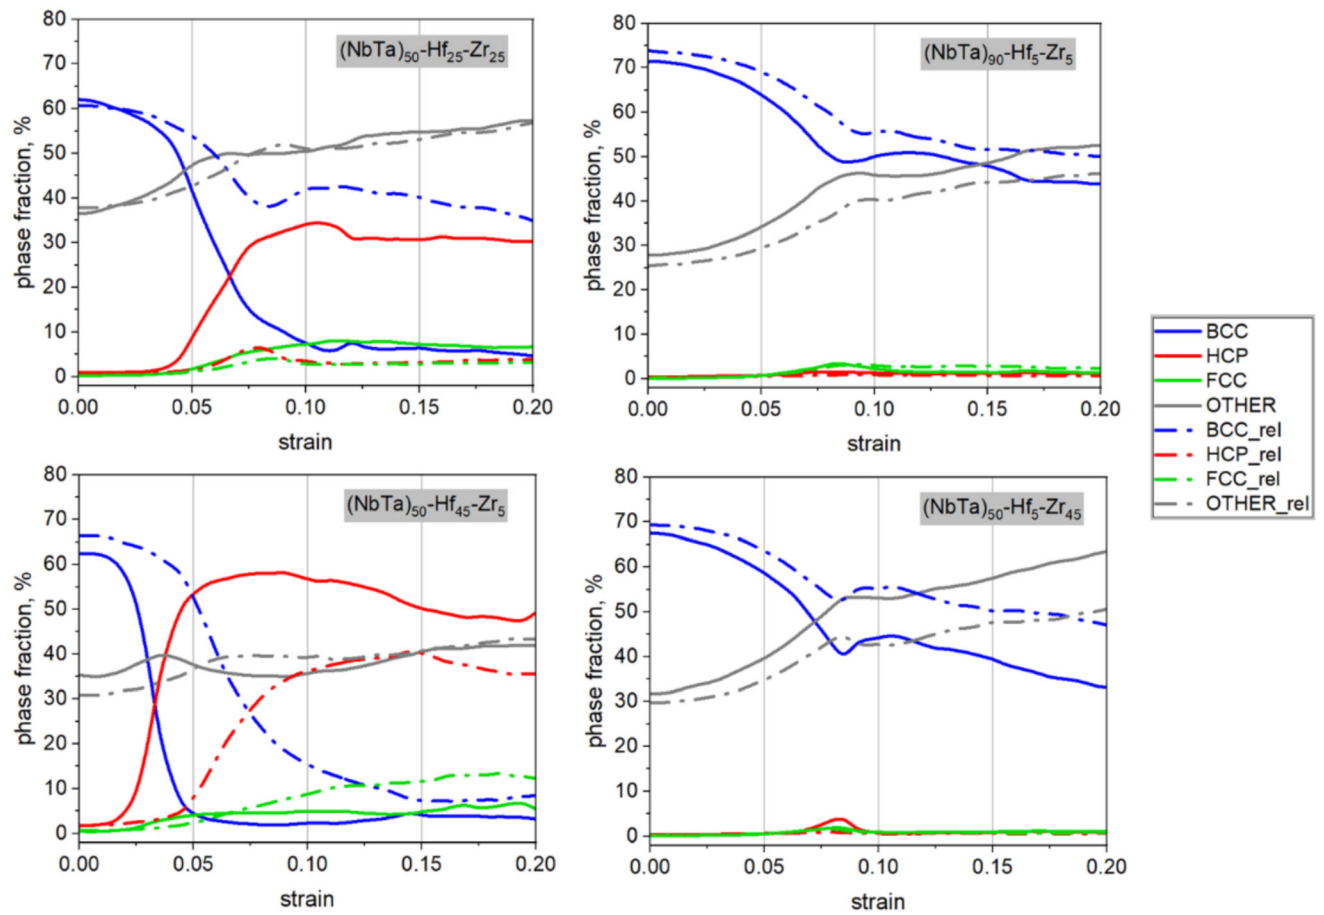 (NbTa)50-Hf25-Zr25
phase fraction, %
80
70
60
50
40
30
20
10
0
0.00 0.05 0.10 0.15 0.20
strain
(NbTa)90-Hf5-Zr5
phase fraction, %
80
70
60
50
40
30
20
10
0
0.00 0.05 0.10 0.15 0.20
strain
BCC
HCP
FCC
OTHER
BCC_rel
HCP_rel
FCC_rel
OTHER_rel
(NbTa)50-Hf45-Zr5
phase fraction, %
80
70
60
50
40
30
20
10
0
0.00 0.05 0.10 0.15 0.20
strain
(NbTa)50-Hf5-Zr45
phase fraction, %
80
70
60
50
40
30
20
10
0
0.00 0.05 0.10 0.15 0.20
strain